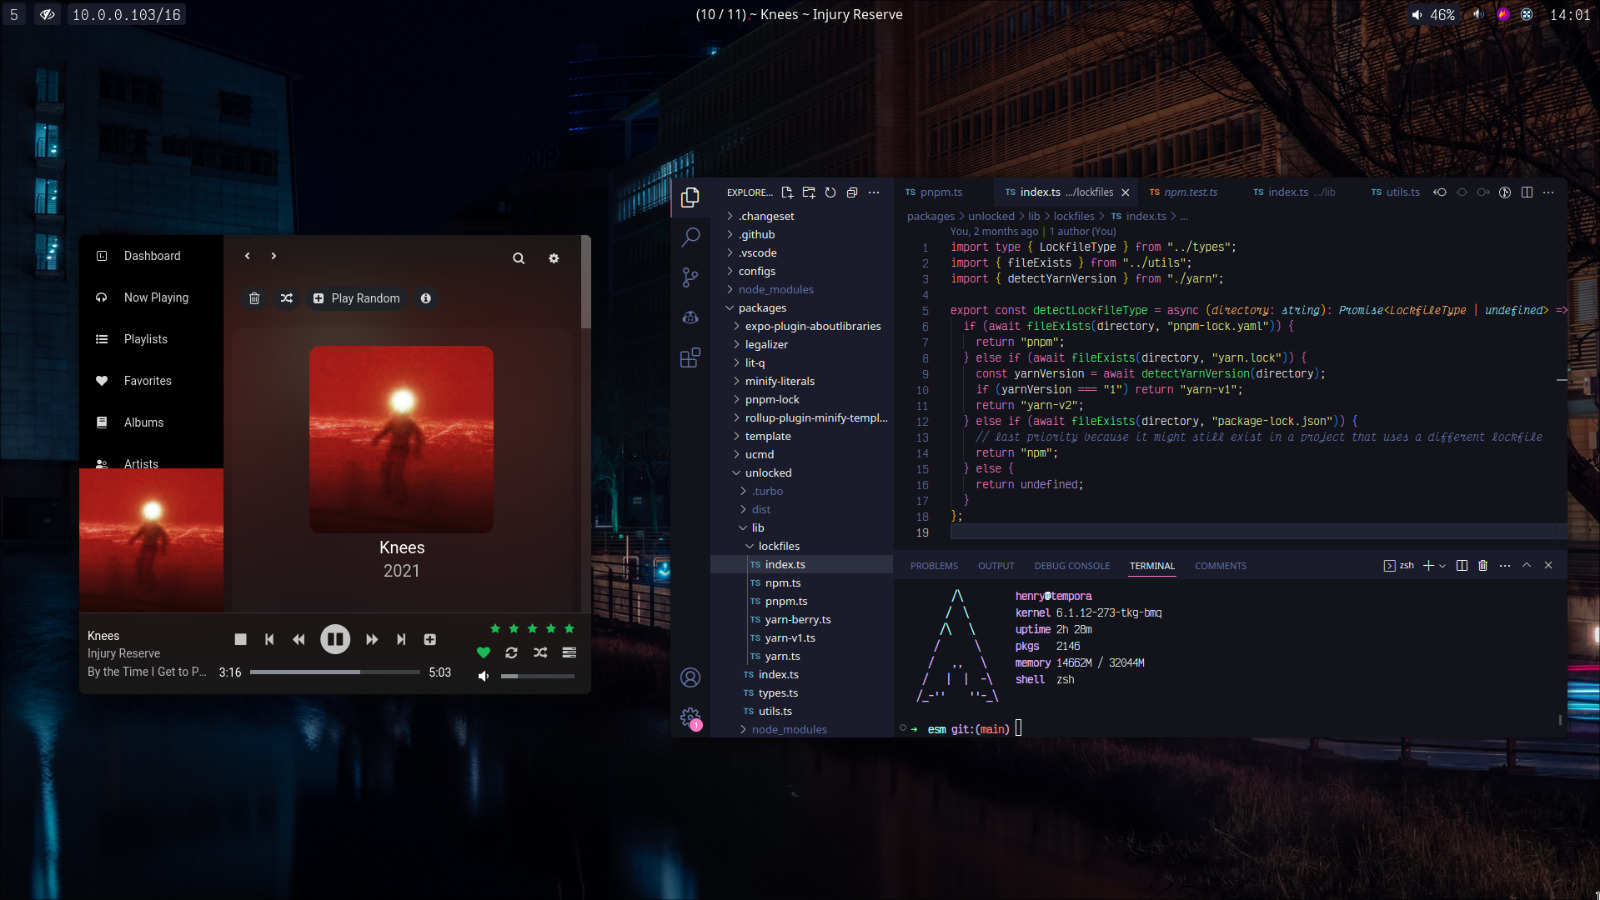 5
10.0.0.103/16
(10 / 11) ~ Knees ~ Injury Reserve
46%
14:01
Dashboard
Now Playing
Playlists
Favorites
Albums
Artists
Play Random
Knees
2021
Knees
Injury Reserve
By the Time I Get to P...
3:16
5:03
EXPLORE...
.changeset
.github
.vscode
configs
node_modules
packages
expo-plugin-aboutlibraries
legalizer
lit-q
minify-literals
pnpm-lock
rollup-plugin-minify-templ...
template
ucmd
unlocked
.turbo
dist
lib
lockfiles
TS index.ts
TS npm.ts
TS pnpm.ts
TS yarn-berry.ts
TS yarn-v1.ts
TS yarn.ts
TS index.ts
TS types.ts
TS utils.ts
node_modules
1
TS pnpm.ts
TS index.ts .../lockfiles
TS npm.test.ts
TS index.ts .../lib
TS utils.ts
packages > unlocked > lib > lockfiles > TS index.ts > ...
You, 2 months ago | 1 author (You)
1 import type { LockfileType } from "../types";
2 import { fileExists } from "../utils";
3 import { detectYarnVersion } from "./yarn";
4
5 export const detectLockfileType = async (directory: string): Promise<LockfileType | undefined> =>
6 if (await fileExists(directory, "pnpm-lock.yaml")) {
7 return "pnpm";
8 } else if (await fileExists(directory, "yarn.lock")) {
9 const yarnVersion = await detectYarnVersion(directory);
10 if (yarnVersion === "1") return "yarn-v1";
11 return "yarn-v2";
12 } else if (await fileExists(directory, "package-lock.json")) {
13 // last priority because it might still exist in a project that uses a different lockfile
14 return "npm";
15 } else {
16 return undefined;
17 }
18 };
19
PROBLEMS OUTPUT DEBUG CONSOLE TERMINAL COMMENTS
zsh
henry@tempora
kernel 6.1.12-273-tkg-bmq
uptime 2h 28m
pkgs 2146
memory 14662M / 32044M
shell zsh
→ esm git:(main)